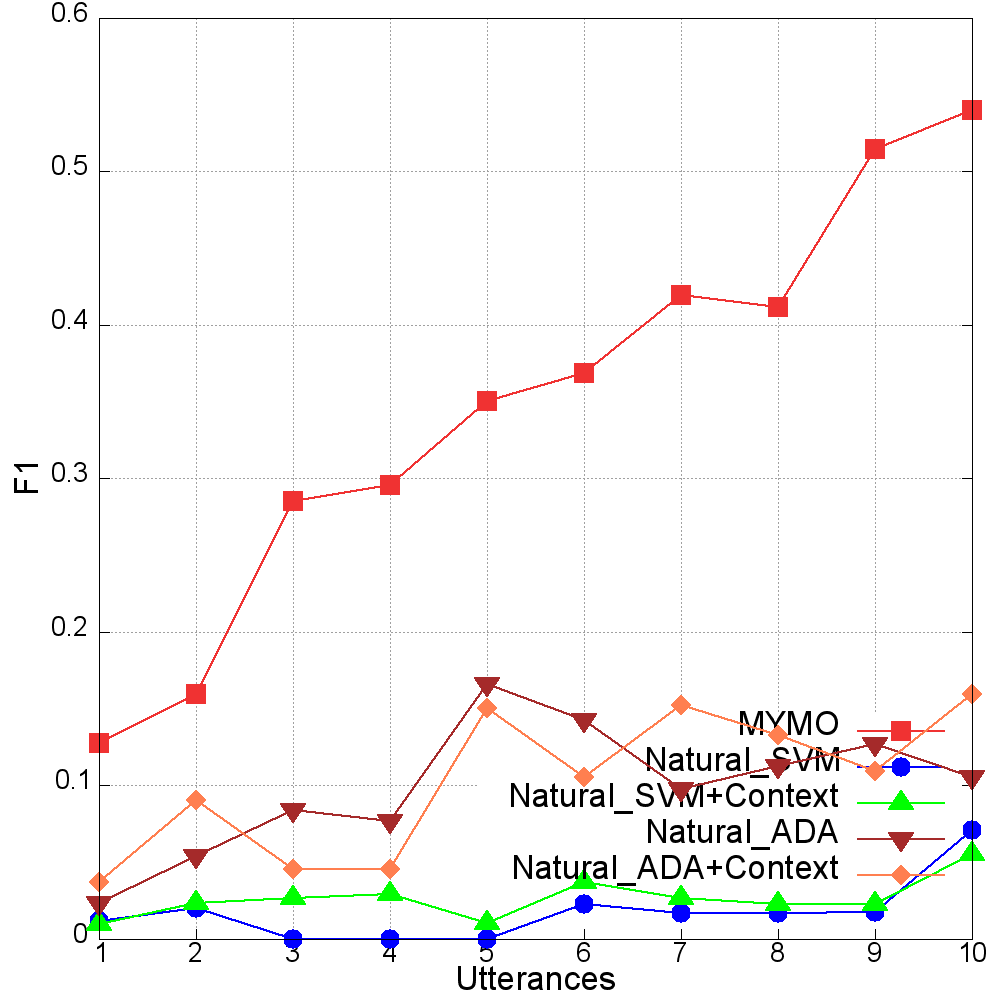 0.6
0.5
0.4
0.3
0.2
0.1
0
F1
MYMO
Natural_SVM
Natural_SVM+Context
Natural_ADA
Natural_ADA+Context
1 2 3 4 5 6 7 8 9 10
Utterances